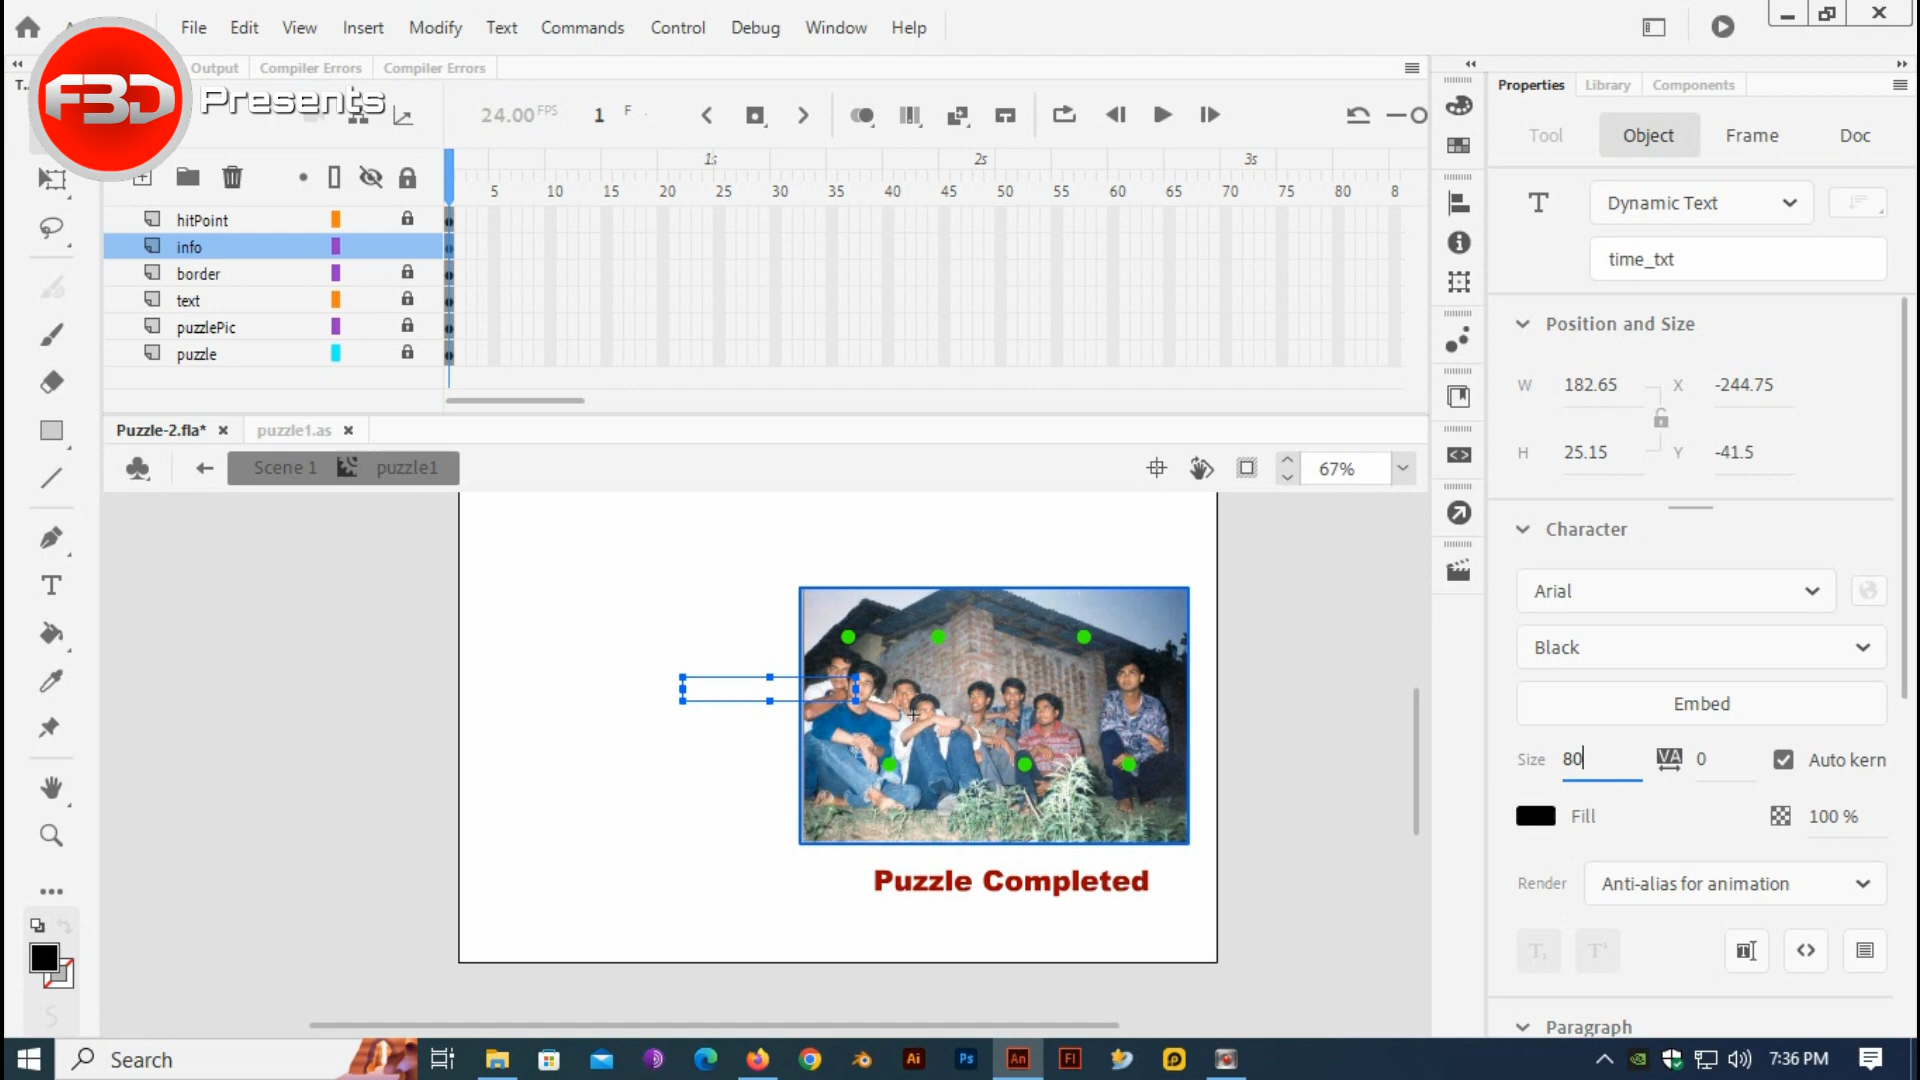 File Edit View Insert Modify Text Commands Control Debug Window Help
F3D Presents
Output Compiler Errors Compiler Errors
T...
24.00 FPS 1 F
1s 2s 3s
5 10 15 20 25 30 35 40 45 50 55 60 65 70 75 80 8
hitPoint
info
border
text
puzzlePic
puzzle
Puzzle-2.fla* puzzle1.as
Scene 1 puzzle1 67%
Puzzle Completed
Properties Library Components
Tool Object Frame Doc
Dynamic Text
time_txt
Position and Size
W 182.65 X -244.75
H 25.15 Y -41.5
Character
Arial
Black
Embed
Size 80 VA 0 Auto kern
Fill 100 %
Render Anti-alias for animation
Paragraph
Search Ai Ps An Fl 7:36 PM